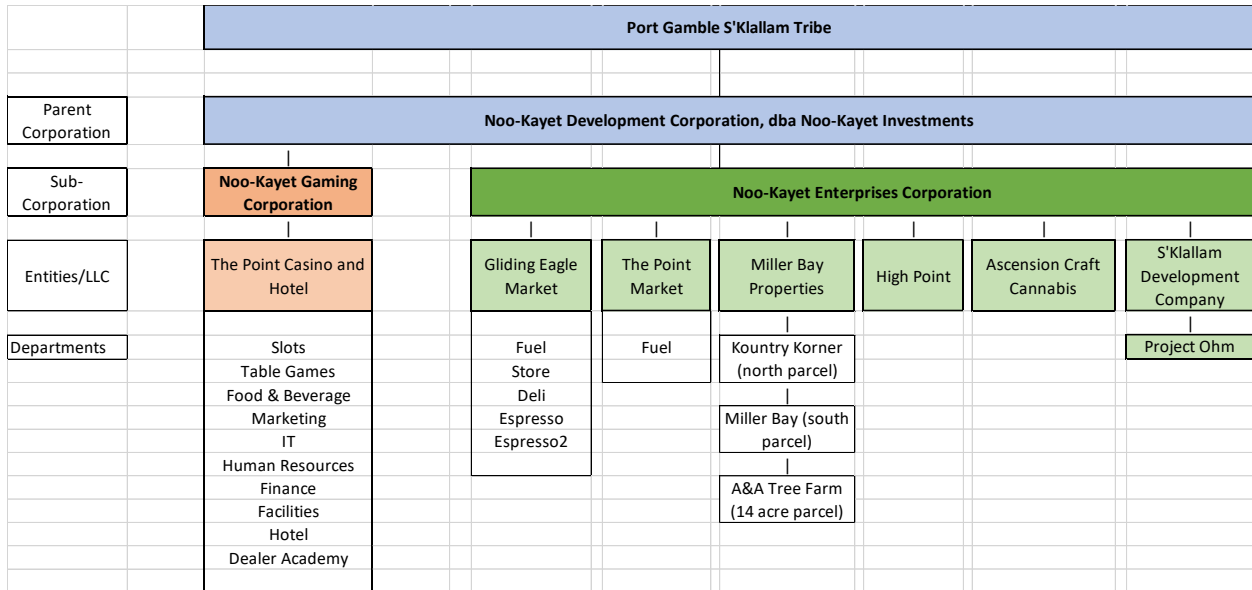 Port Gamble S'Klallam Tribe
Parent
Corporation
Noo-Kayet Development Corporation, dba Noo-Kayet Investments
Sub-
Corporation
Noo-Kayet Gaming
Corporation
Noo-Kayet Enterprises Corporation
Entities/LLC
The Point Casino and
Hotel
Gliding Eagle
Market
The Point
Market
Miller Bay
Properties
High Point
Ascension Craft
Cannabis
S'Klallam
Development
Company
Departments
Slots
Table Games
Food & Beverage
Marketing
IT
Human Resources
Finance
Facilities
Hotel
Dealer Academy
Fuel
Store
Deli
Espresso
Espresso2
Fuel
Kountry Korner
(north parcel)
Miller Bay (south
parcel)
A&A Tree Farm
(14 acre parcel)
Project Ohm